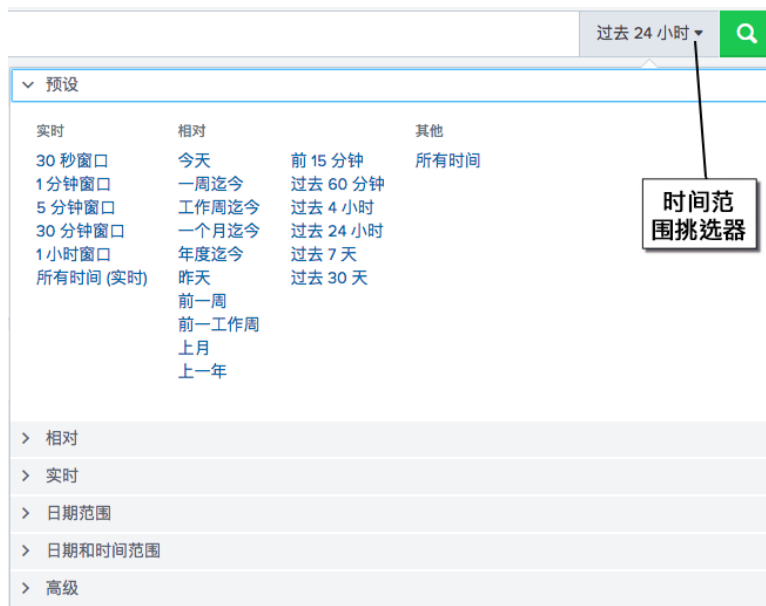 过去 24 小时
预设
实时
30 秒窗口
1 分钟窗口
5 分钟窗口
30 分钟窗口
1 小时窗口
所有时间 (实时)
相对
今天
一周迄今
工作周迄今
一个月迄今
年度迄今
昨天
前一周
前一工作周
上月
上一年
前 15 分钟
过去 60 分钟
过去 4 小时
过去 24 小时
过去 7 天
过去 30 天
其他
所有时间
时间范
围挑选器
相对
实时
日期范围
日期和时间范围
高级